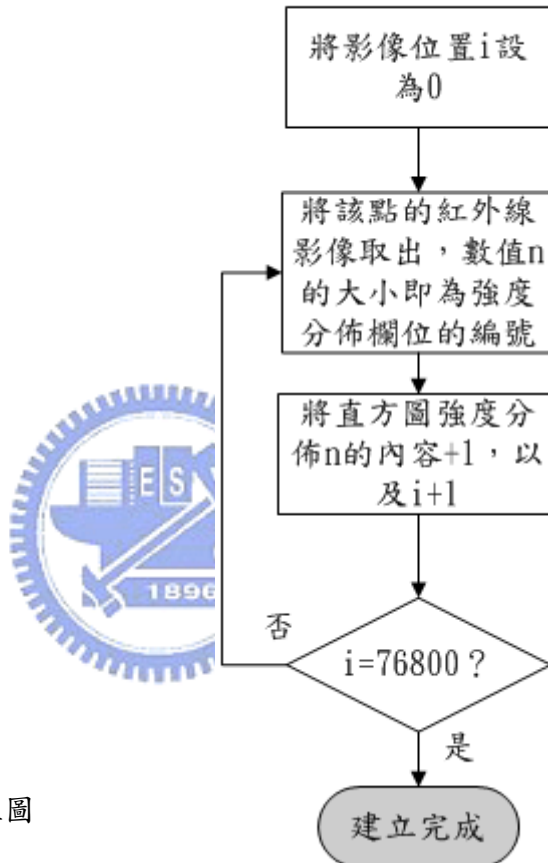 將影像位置i設
為0
將該點的紅外線
影像取出，數值n
的大小即為強度
分佈欄位的編號
將直方圖強度分
佈n的內容+1，以
及i+1
ES
1896
否
i=76800？
是
圖
建立完成